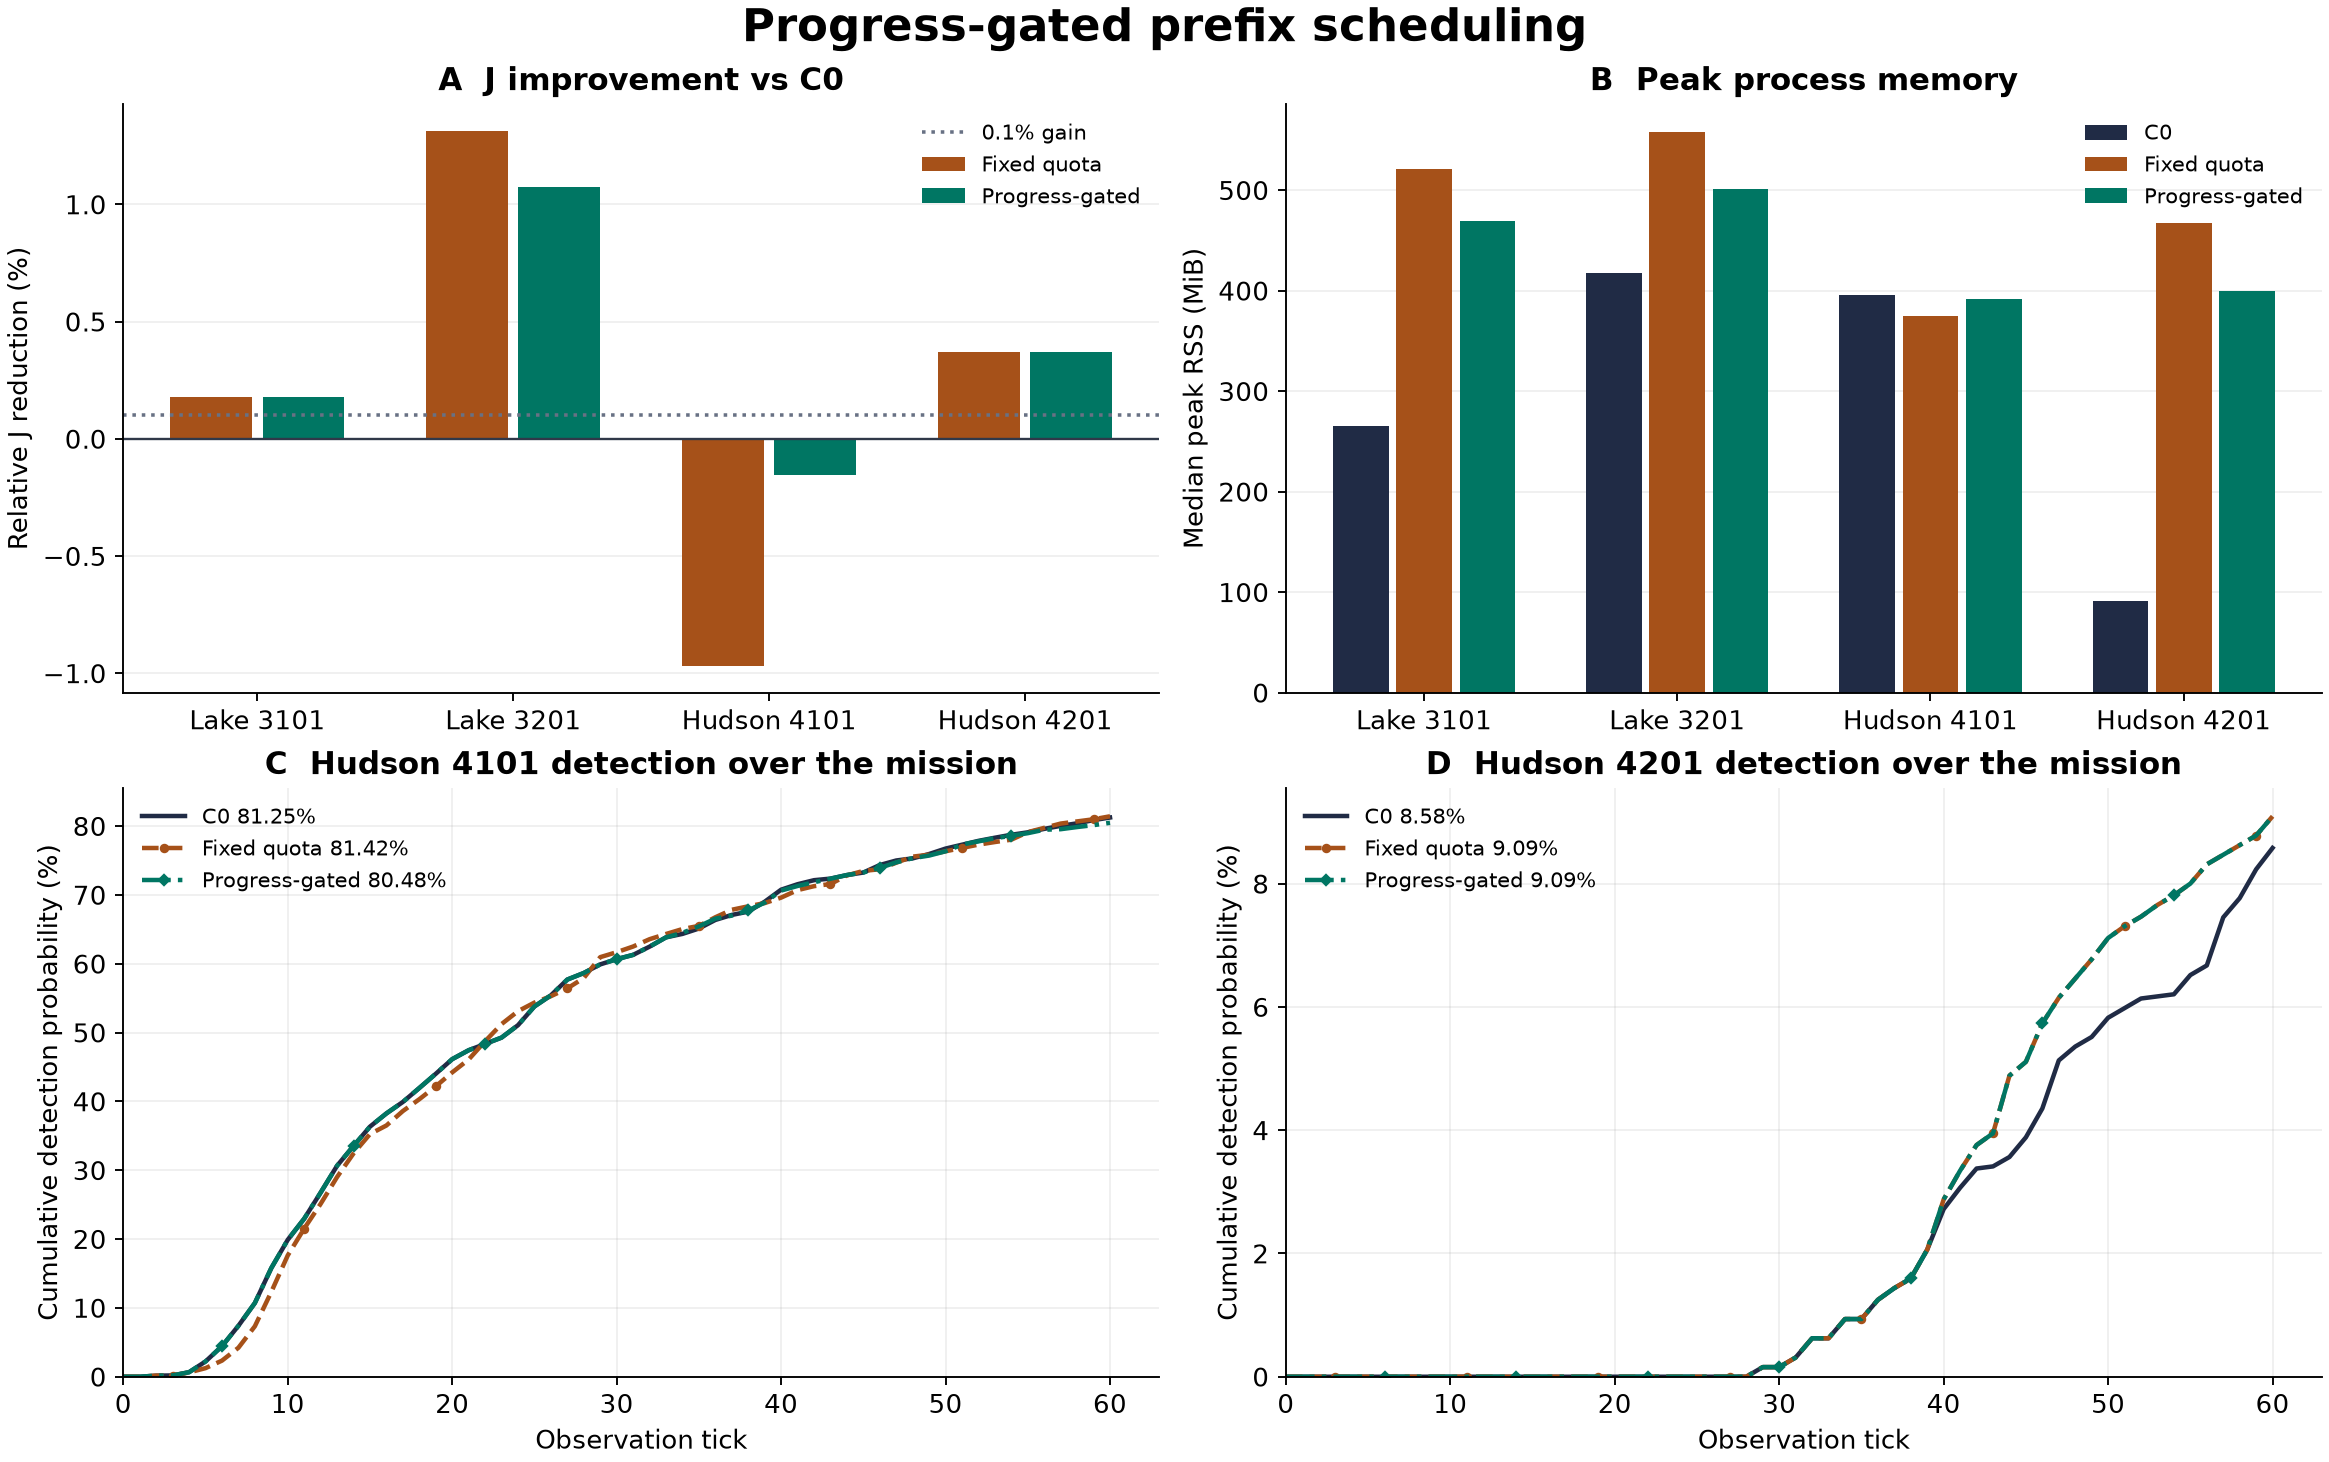 Progress-gated prefix scheduling
A  J improvement vs C0
Relative J reduction (%)
1.0
0.5
0.0
−0.5
−1.0
0.1% gain
Fixed quota
Progress-gated
Lake 3101
Lake 3201
Hudson 4101
Hudson 4201
B  Peak process memory
Median peak RSS (MiB)
500
400
300
200
100
0
C0
Fixed quota
Progress-gated
Lake 3101
Lake 3201
Hudson 4101
Hudson 4201
C  Hudson 4101 detection over the mission
Cumulative detection probability (%)
80
70
60
50
40
30
20
10
0
C0 81.25%
Fixed quota 81.42%
Progress-gated 80.48%
0
10
20
30
40
50
60
Observation tick
D  Hudson 4201 detection over the mission
Cumulative detection probability (%)
8
6
4
2
0
C0 8.58%
Fixed quota 9.09%
Progress-gated 9.09%
0
10
20
30
40
50
60
Observation tick